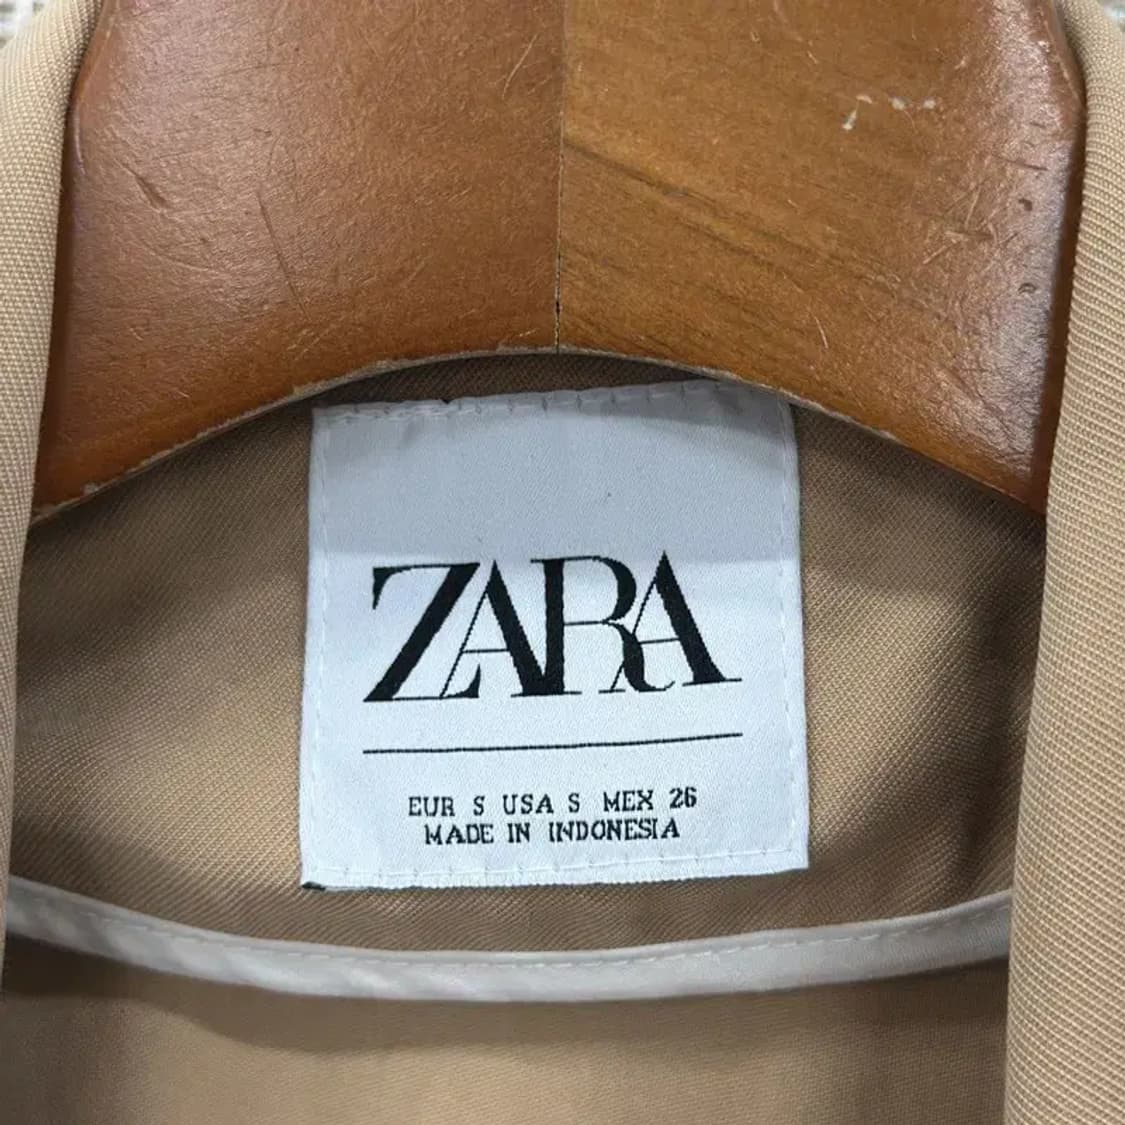 ZARA
EUR S USA S MEX 26
MADE IN INDONESIA